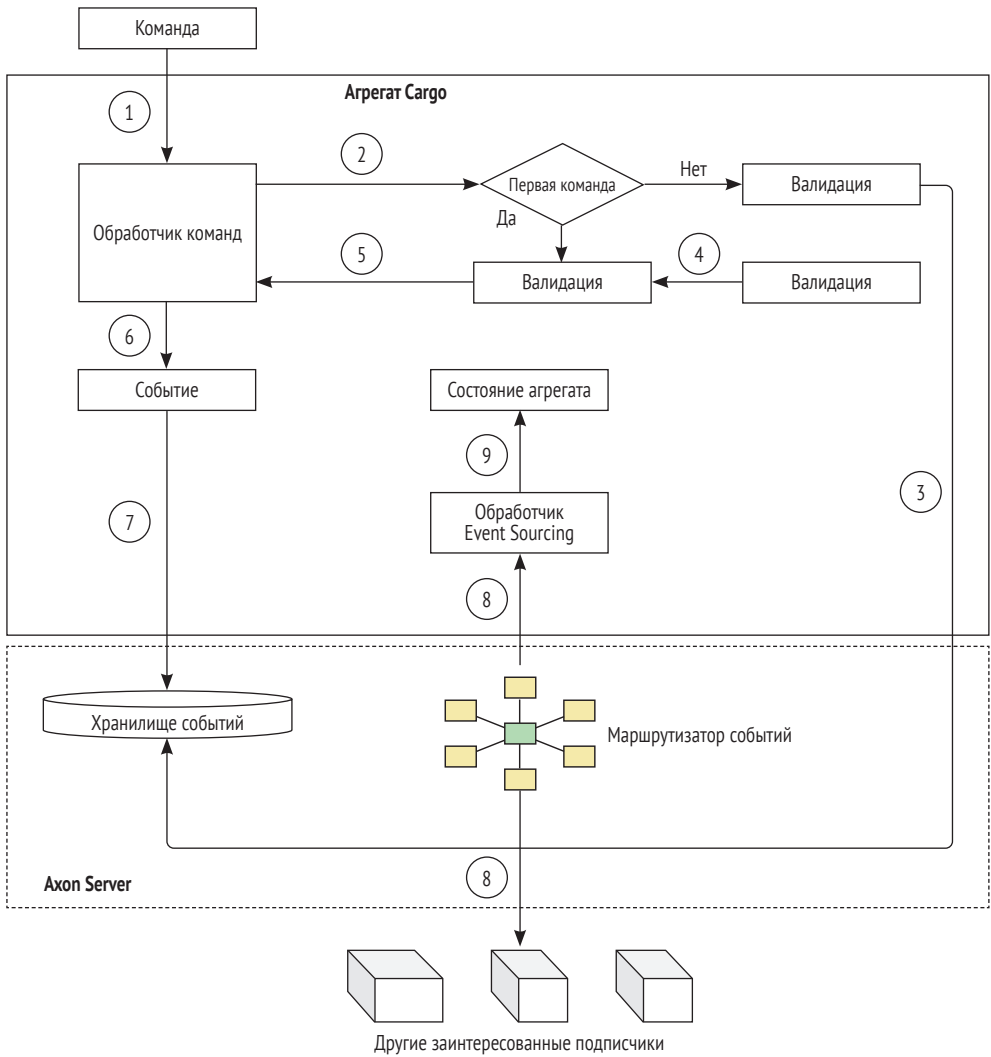 Команда
Агрегат Cargo
1
2
Первая команда
Нет
Валидация
Да
Обработчик команд
5
Валидация
4
Валидация
6
Событие
Состояние агрегата
9
3
7
Обработчик
Event Sourcing
8
Хранилище событий
Маршрутизатор событий
Axon Server
8
Другие заинтересованные подписчики